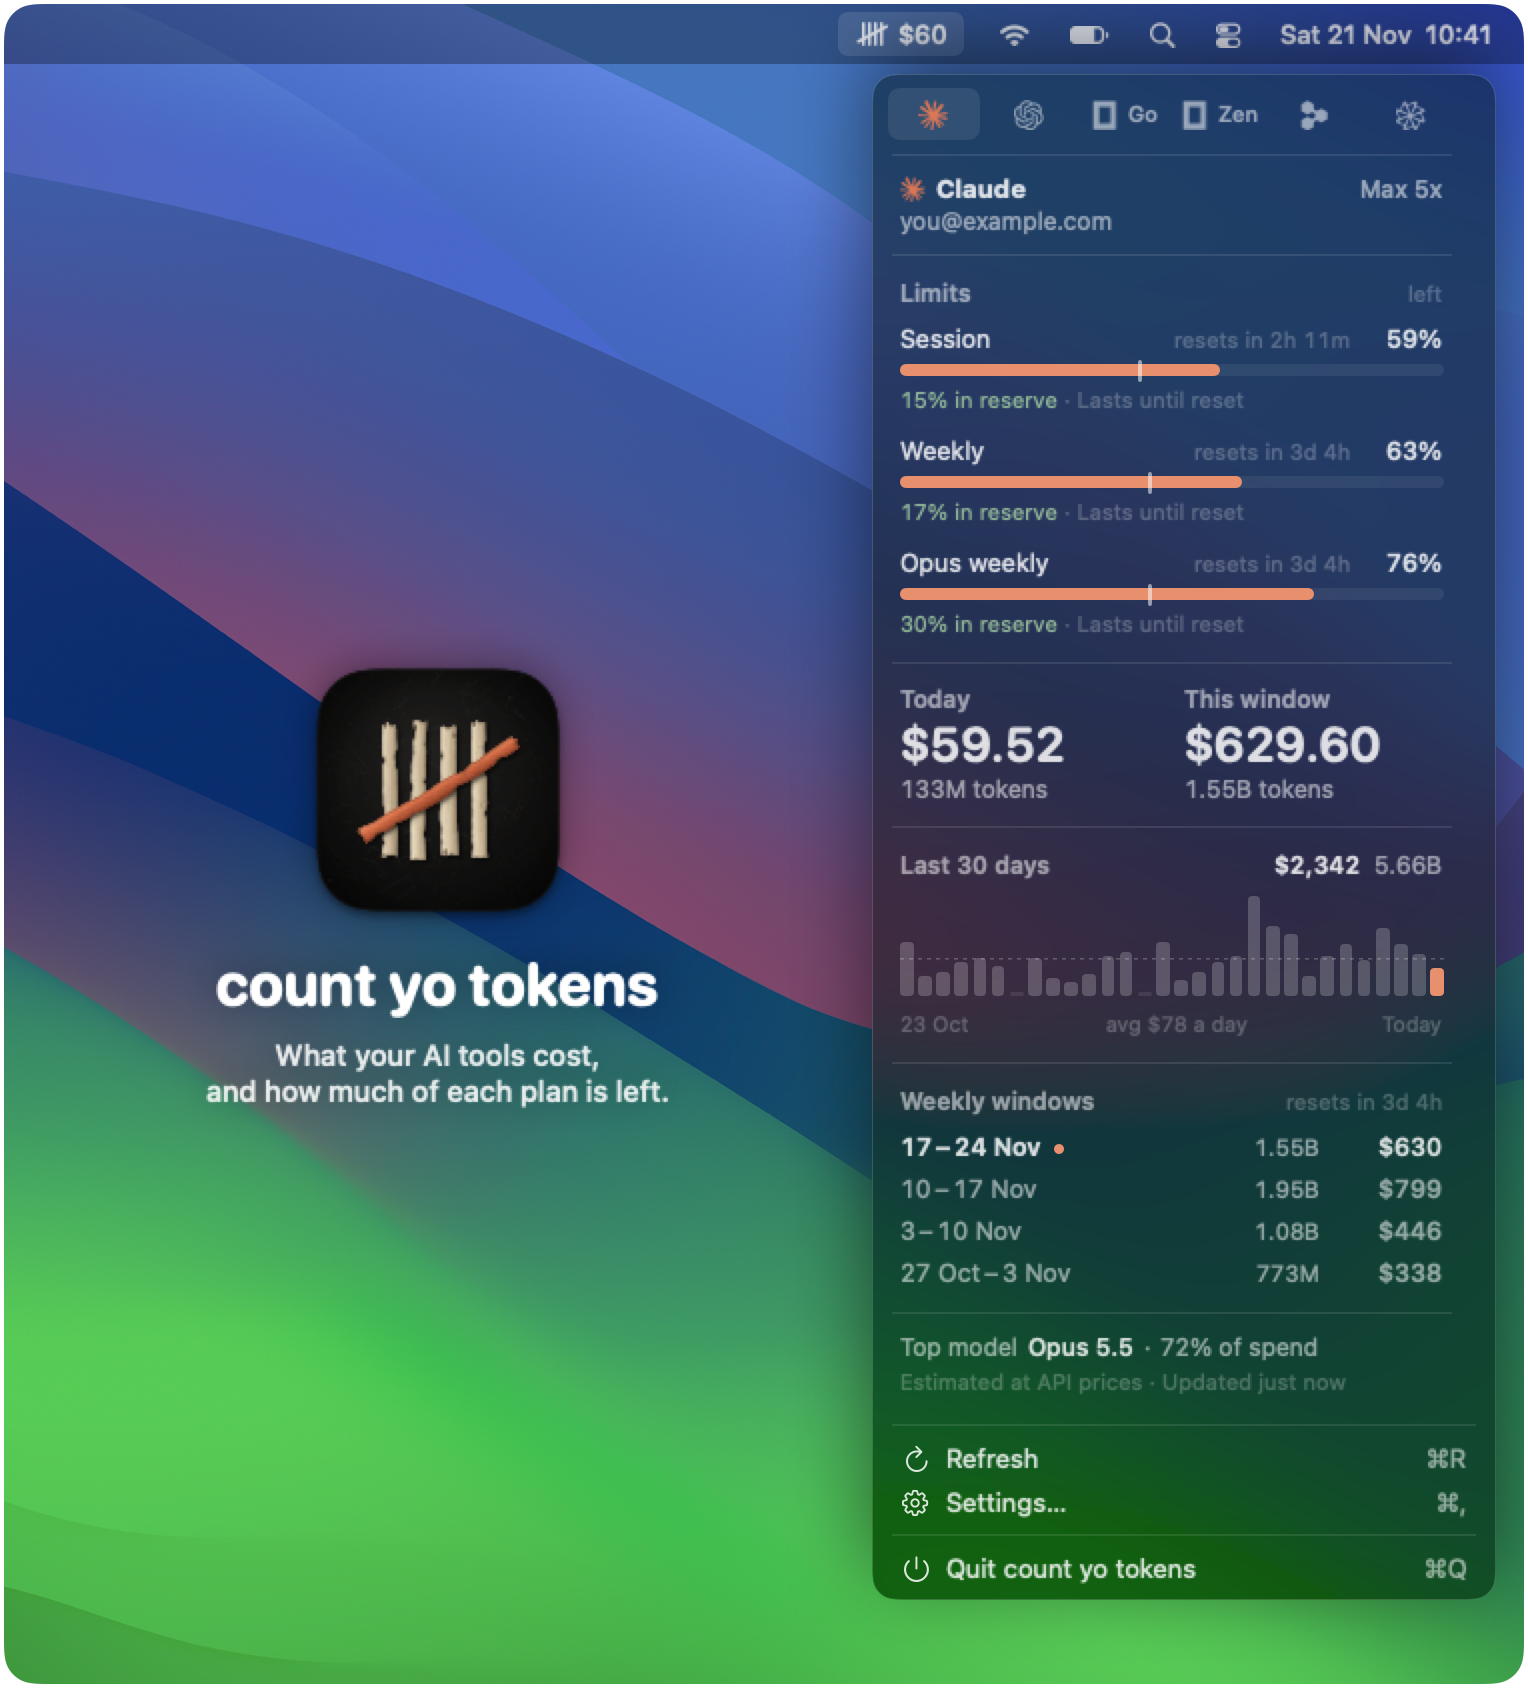 $60
Sat 21 Nov 10:41
Go
Zen
Claude
Max 5x
you@example.com
Limits
left
Session
resets in 2h 11m
59%
15% in reserve · Lasts until reset
Weekly
resets in 3d 4h
63%
17% in reserve · Lasts until reset
Opus weekly
resets in 3d 4h
76%
30% in reserve · Lasts until reset
Today
This window
$59.52
$629.60
133M tokens
1.55B tokens
Last 30 days
$2,342 5.66B
23 Oct
avg $78 a day
Today
Weekly windows
resets in 3d 4h
17–24 Nov
1.55B
$630
10–17 Nov
1.95B
$799
3–10 Nov
1.08B
$446
27 Oct–3 Nov
773M
$338
Top model Opus 5.5 · 72% of spend
Estimated at API prices · Updated just now
Refresh
⌘R
Settings...
⌘,
Quit count yo tokens
⌘Q
count yo tokens
What your AI tools cost,
and how much of each plan is left.